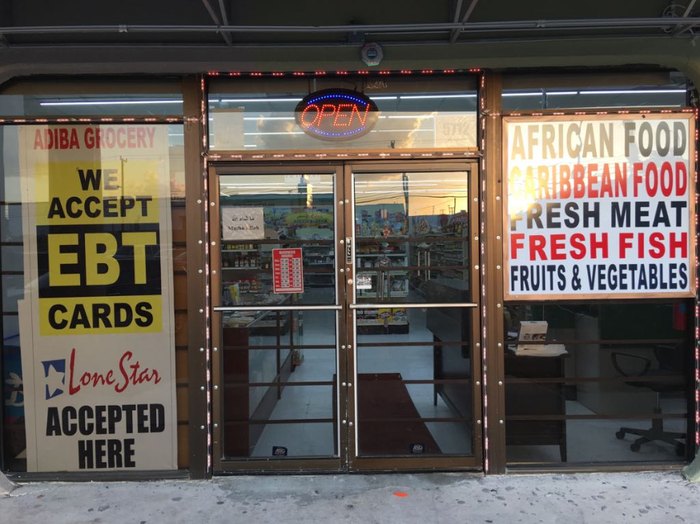 ADIBA GROCERY
WE
ACCEPT
EBT
CARDS
Lone Star
ACCEPTED
HERE
OPEN
5712
AFRICAN FOOD
CARIBBEAN FOOD
FRESH MEAT
FRESH FISH
FRUITS & VEGETABLES